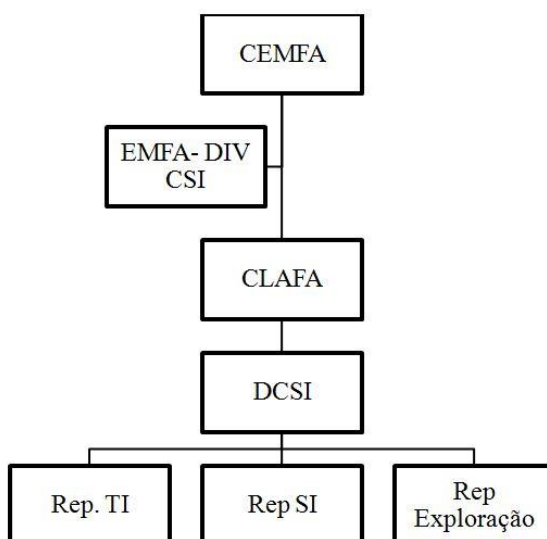 CEMFA
EMFA- DIV
CSI
CLAFA
DCSI
Rep. TI
Rep SI
Rep
Exploração